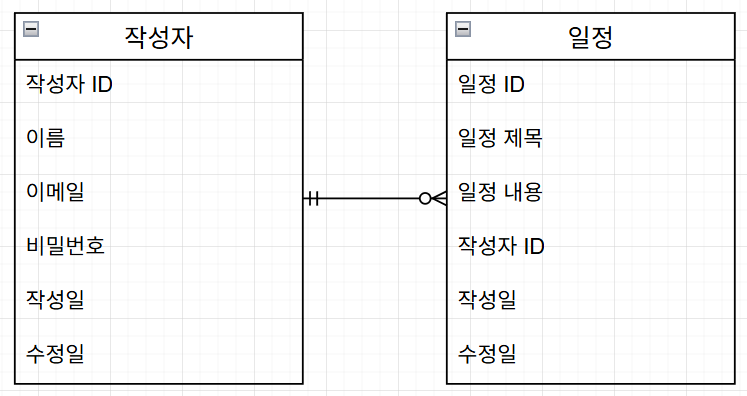 작성자
작성자 ID
이름
이메일
비밀번호
작성일
수정일
일정
일정 ID
일정 제목
일정 내용
작성자 ID
작성일
수정일